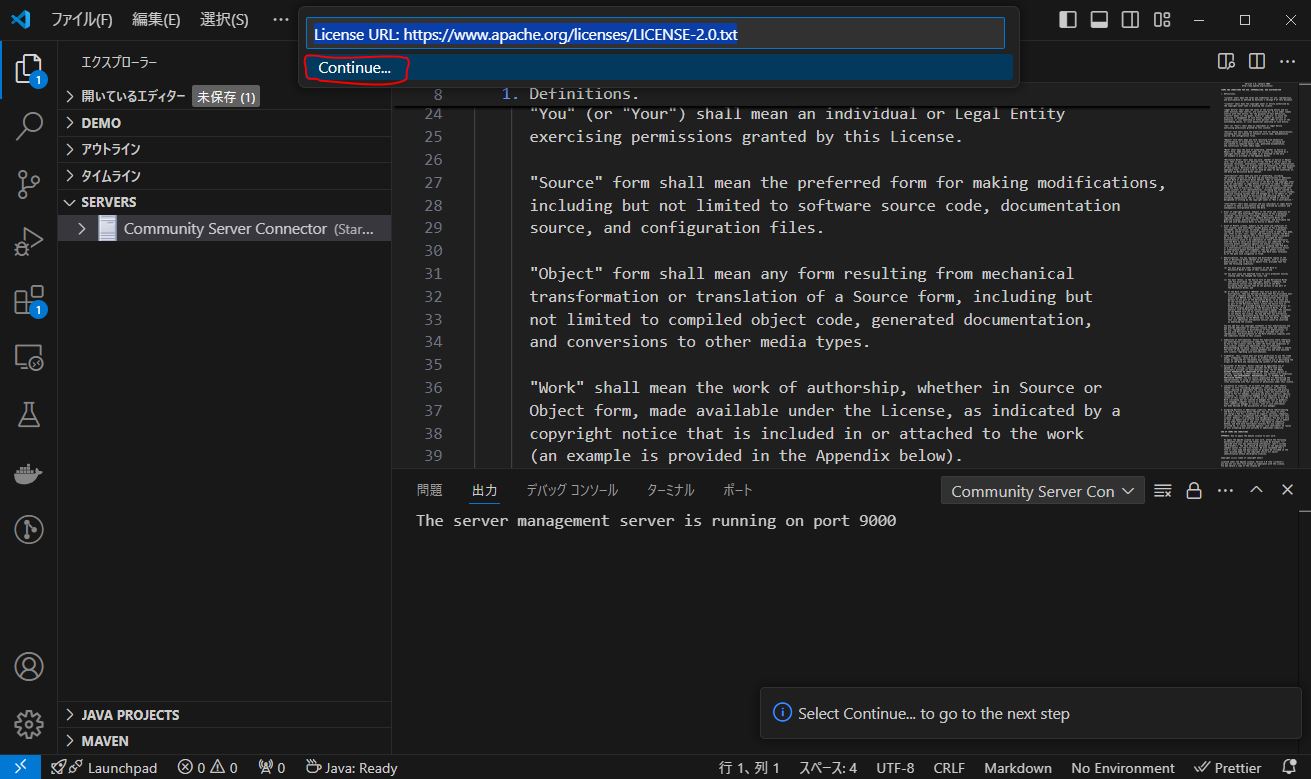 ファイル(F) 編集(E) 選択(S) ···
License URL: https://www.apache.org/licenses/LICENSE-2.0.txt
Continue...
エクスプローラー
開いているエディター 未保存 (1)
DEMO
アウトライン
タイムライン
SERVERS
Community Server Connector (Star...
JAVA PROJECTS
MAVEN
1
1
8 1. Definitions.
24 "You" (or "Your") shall mean an individual or Legal Entity
25 exercising permissions granted by this License.
26
27 "Source" form shall mean the preferred form for making modifications,
28 including but not limited to software source code, documentation
29 source, and configuration files.
30
31 "Object" form shall mean any form resulting from mechanical
32 transformation or translation of a Source form, including but
33 not limited to compiled object code, generated documentation,
34 and conversions to other media types.
35
36 "Work" shall mean the work of authorship, whether in Source or
37 Object form, made available under the License, as indicated by a
38 copyright notice that is included in or attached to the work
39 (an example is provided in the Appendix below).
問題 出力 デバッグ コンソール ターミナル ポート Community Server Con
The server management server is running on port 9000
Select Continue... to go to the next step
Launchpad 0 0 0 Java: Ready 行 1、列 1 スペース: 4 UTF-8 CRLF Markdown No Environment Prettier